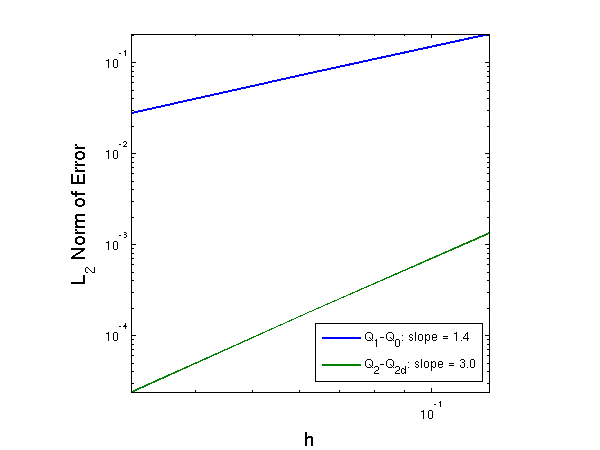 10⁻¹
10⁻²
10⁻³
10⁻⁴
L₂ Norm of Error
Q₁-Q₀: slope = 1.4
Q₂-Q₂d: slope = 3.0
10⁻¹
h